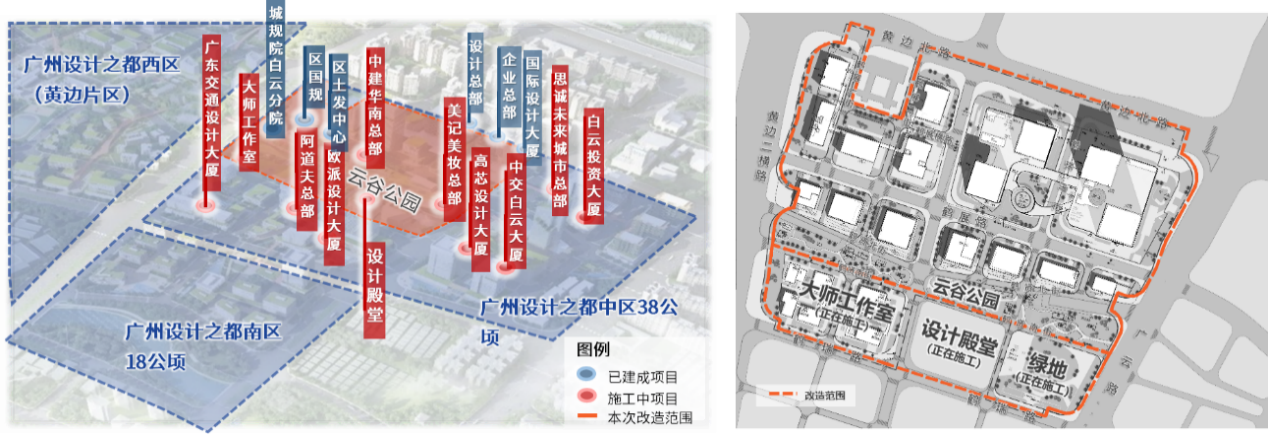 广州设计之都西区
（黄边片区）
广东交通设计大厦
大师工作室
城规院白云分院
区国规
区土发中心
中建华南总部
设计总部
企业总部
国际设计大厦
思诚未来城市总部
白云投资大厦
阿道夫总部
欧派设计大厦
云谷公园
美记美妆总部
高芯设计大厦
中交白云大厦
设计殿堂
广州设计之都南区
18公顷
广州设计之都中区38公
顷
图例
已建成项目
施工中项目
本次改造范围
黄边北路
黄边北路
黄边二横路
鹤展路
云谷公园
大师工作室
(正在施工)
设计殿堂
(正在施工)
绿地
(正在施工)
广
云
路
改造范围